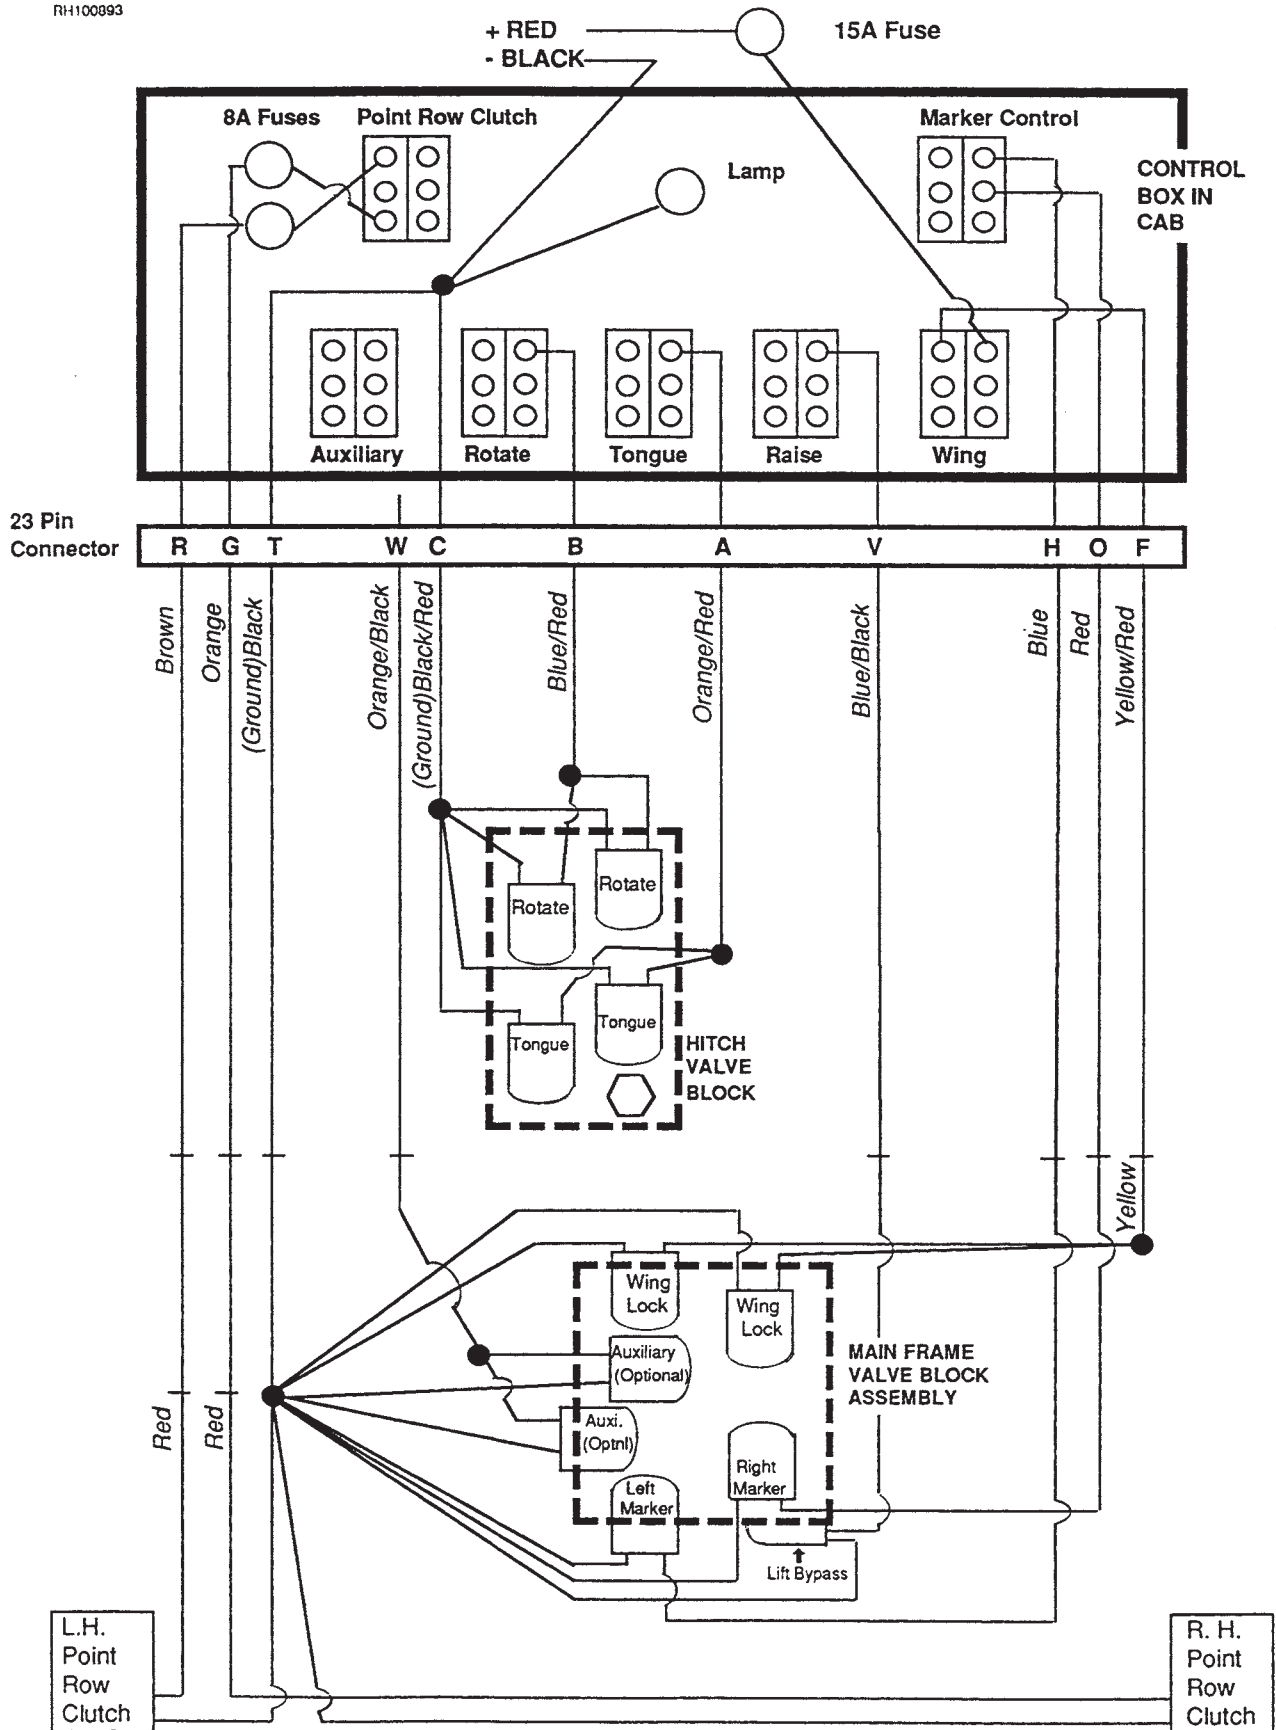 RH100893
+ RED
- BLACK
15A Fuse
8A Fuses
Point Row Clutch
Marker Control
Lamp
CONTROL
BOX IN
CAB
Auxiliary
Rotate
Tongue
Raise
Wing
23 Pin
Connector
R G T W C B A V H O F
Brown
Orange
(Ground)Black
Orange/Black
(Ground)Black/Red
Blue/Red
Orange/Red
Blue/Black
Blue
Red
Yellow/Red
Rotate
Rotate
Tongue
Tongue
HITCH
VALVE
BLOCK
Yellow
Wing
Lock
Wing
Lock
Auxiliary
(Optional)
MAIN FRAME
VALVE BLOCK
ASSEMBLY
Red
Red
Auxi.
(Optnl)
Left
Marker
Right
Marker
Lift Bypass
L.H.
Point
Row
Clutch
R. H.
Point
Row
Clutch